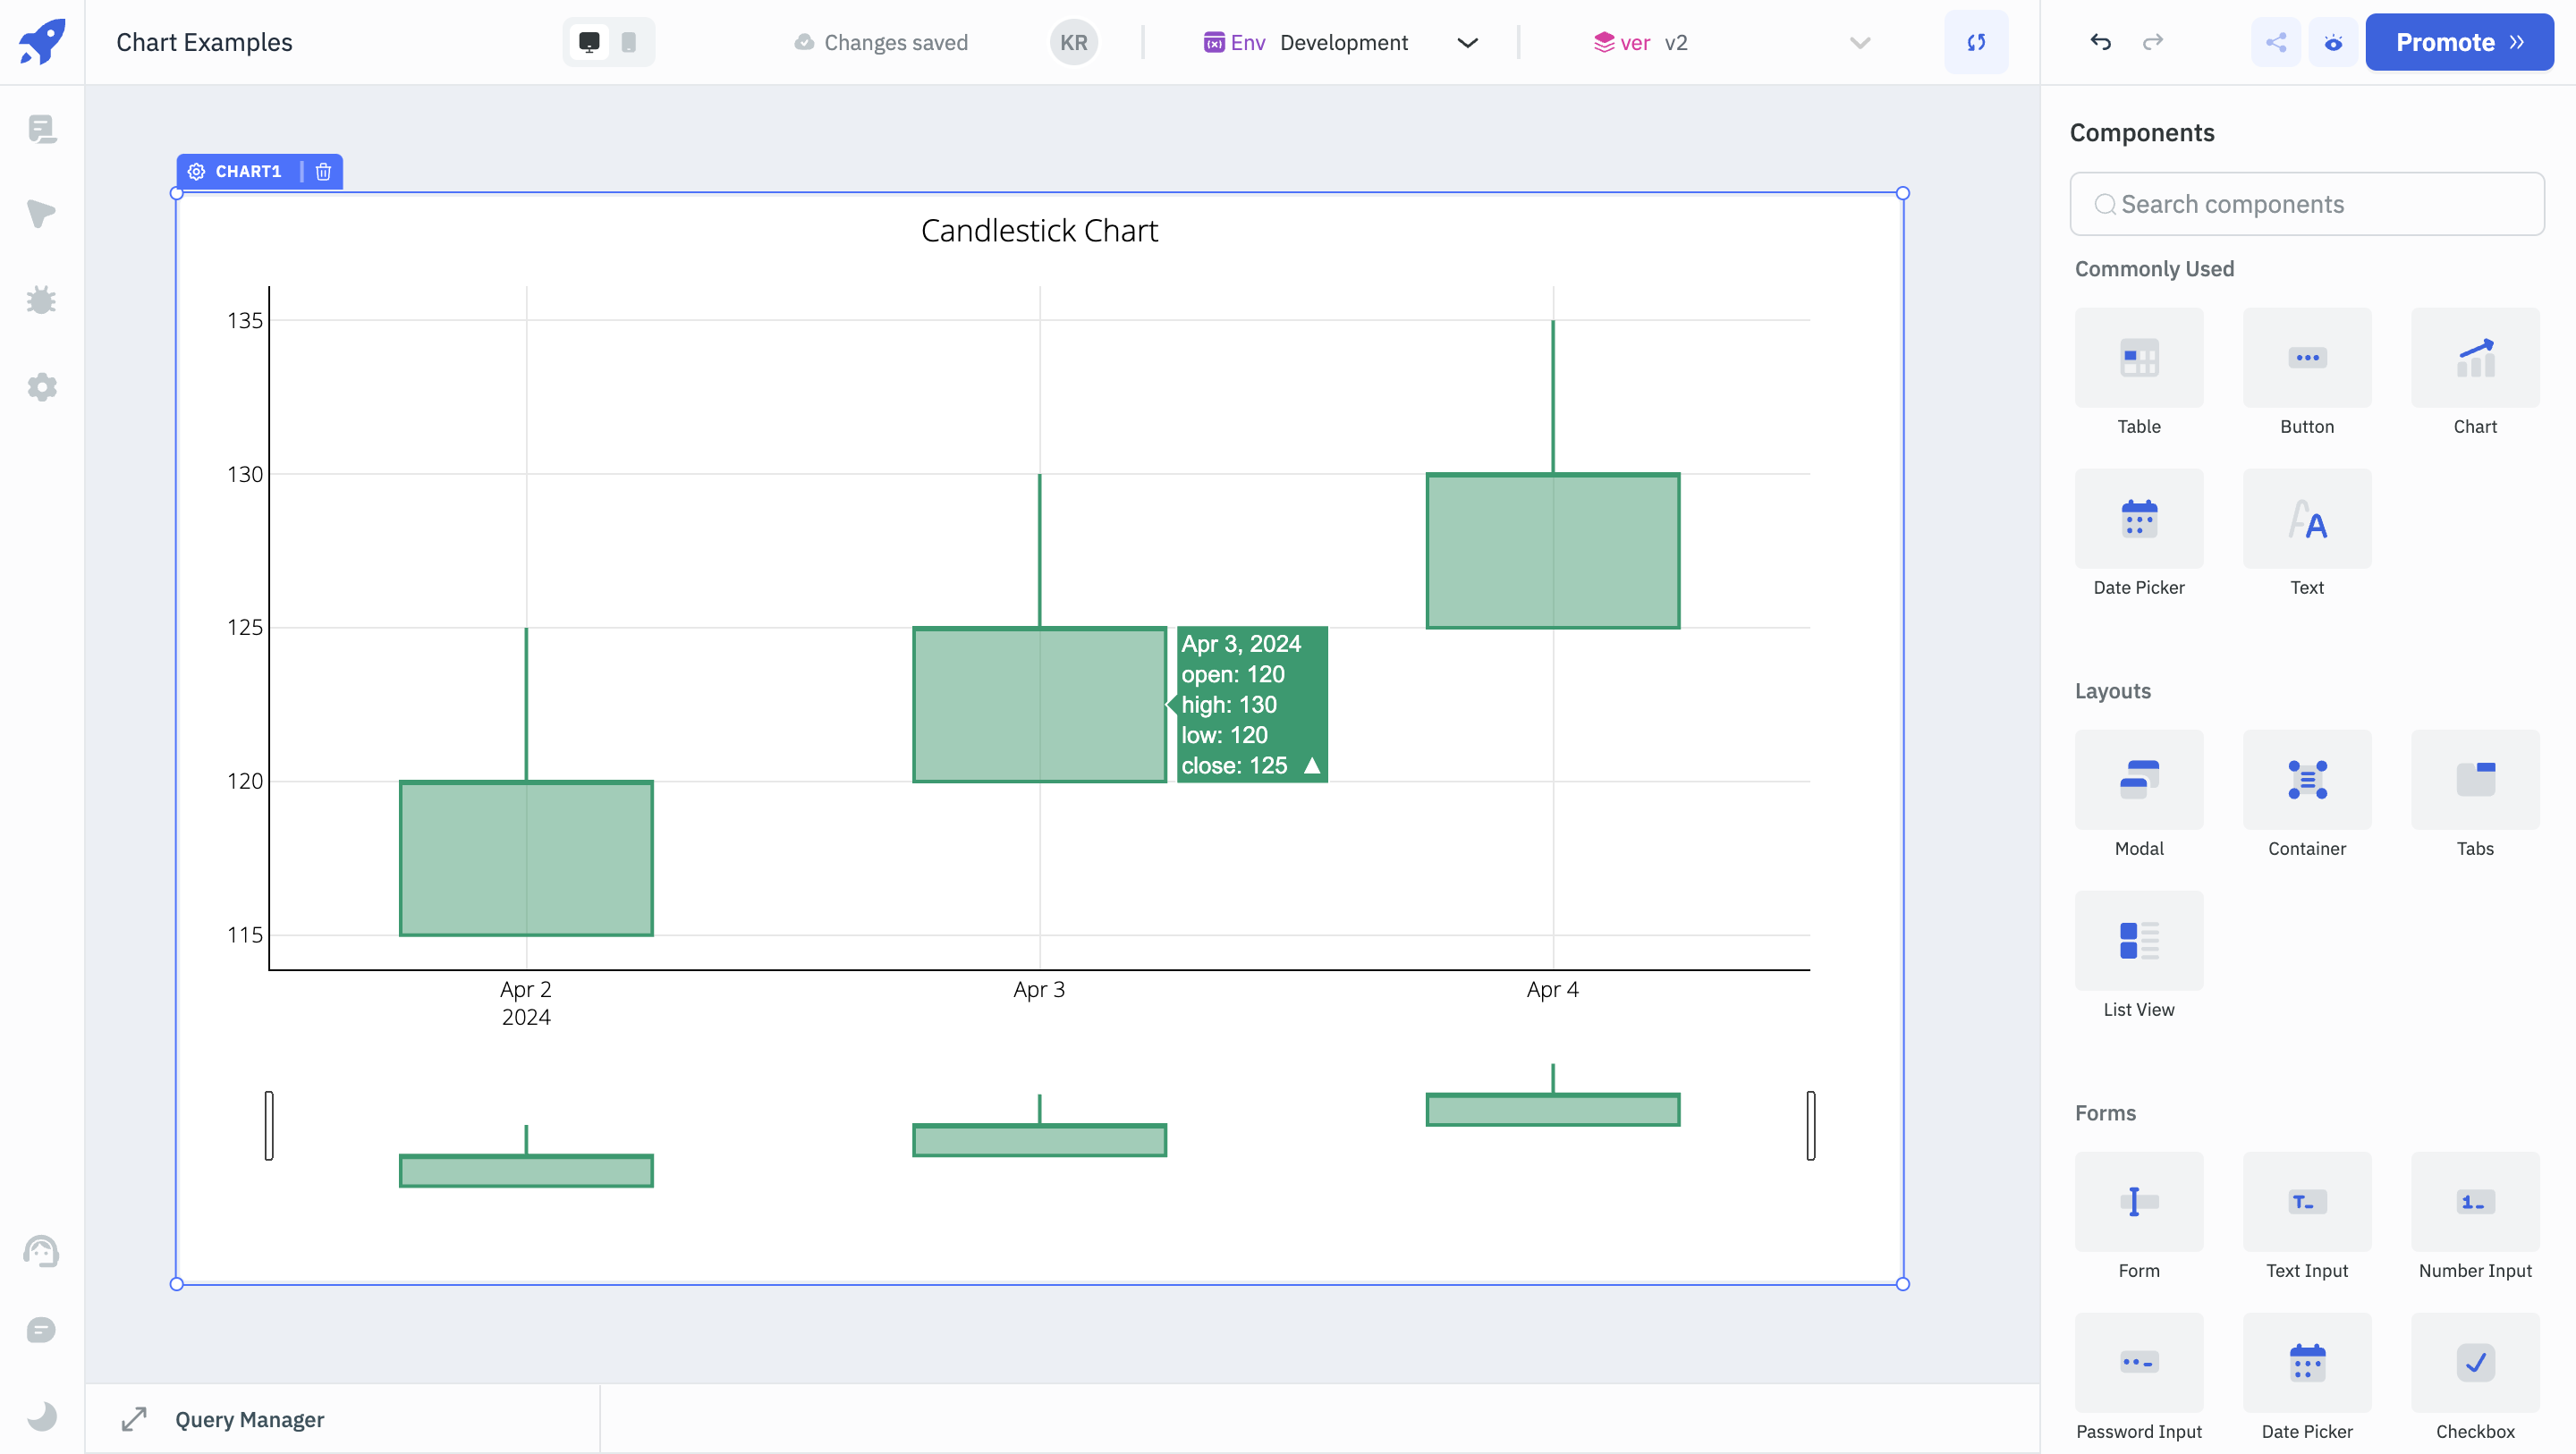 Chart Examples
Changes saved
KR
Env Development
ver v2
Promote
CHART1
Candlestick Chart
135
130
125
120
115
Apr 3, 2024
open: 120
high: 130
low: 120
close: 125 ▲
Apr 2
2024
Apr 3
Apr 4
Query Manager
Components
Search components
Commonly Used
Table
Button
Chart
Date Picker
Text
Layouts
Modal
Container
Tabs
List View
Forms
Form
Text Input
Number Input
Password Input
Date Picker
Checkbox